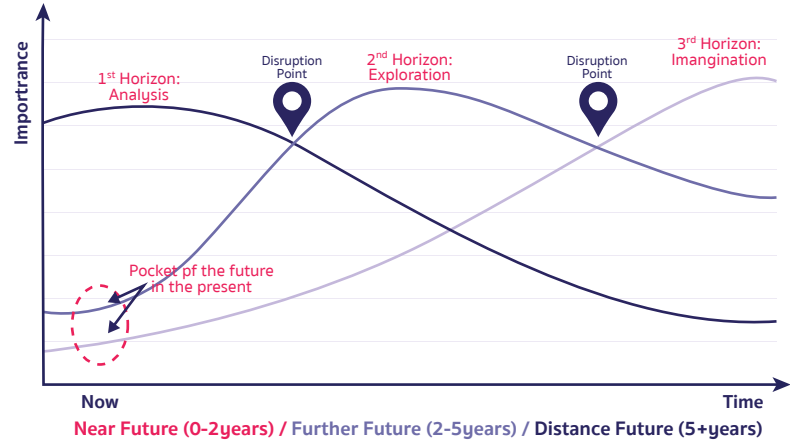 Importrance
1st Horizon:
Analysis
Disruption
Point
2nd Horizon:
Exploration
Disruption
Point
3rd Horizon:
Imangination
Pocket pf the future
in the present
Now
Time
Near Future (0-2years) / Further Future (2-5years) / Distance Future (5+years)